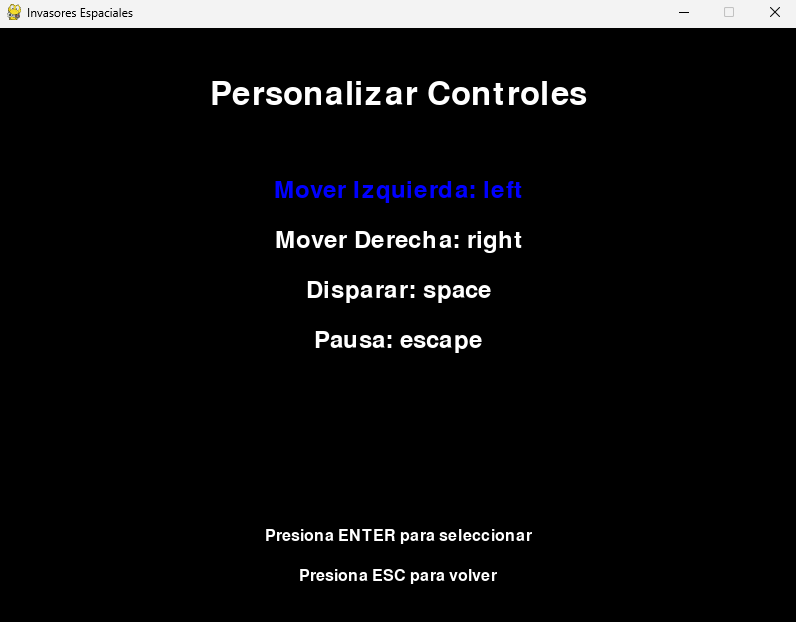 Invasores Espaciales
Personalizar Controles
Mover Izquierda: left
Mover Derecha: right
Disparar: space
Pausa: escape
Presiona ENTER para seleccionar
Presiona ESC para volver